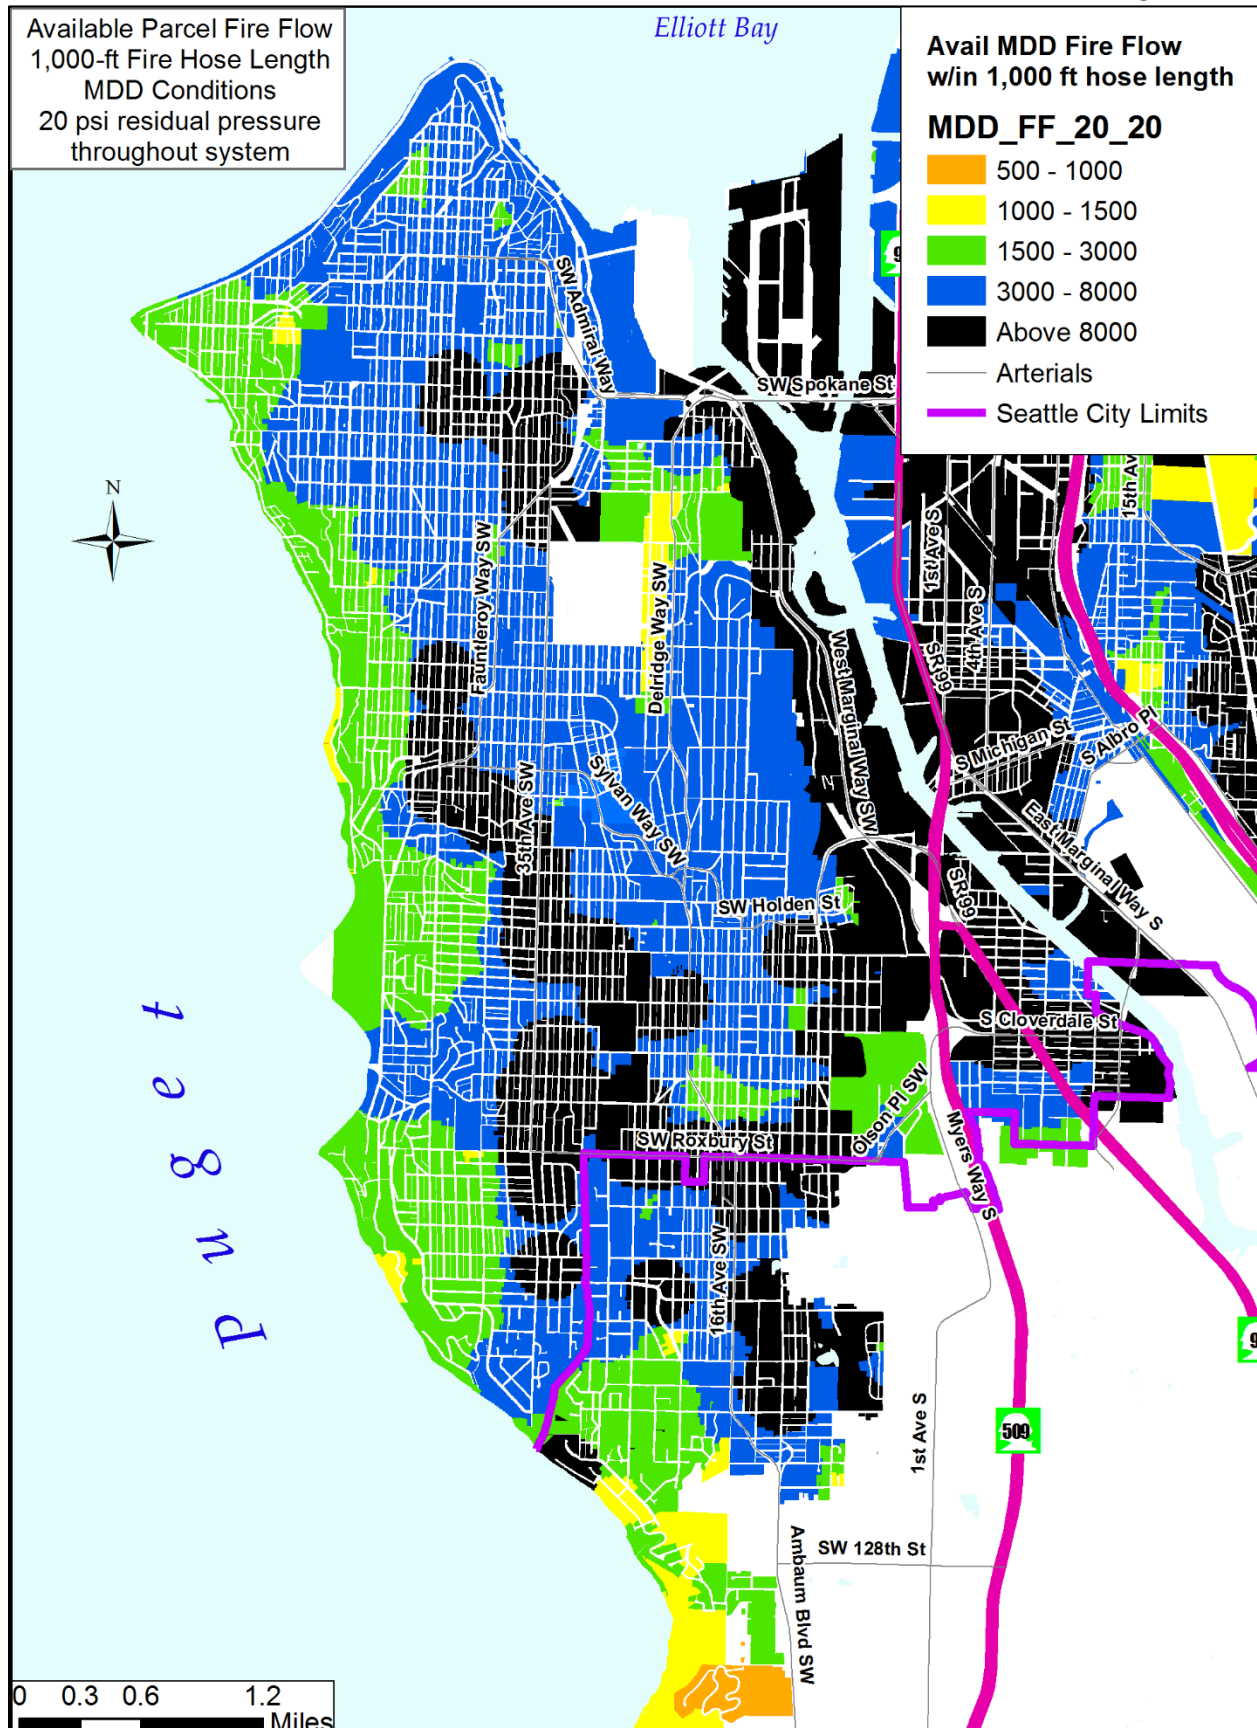 Available Parcel Fire Flow
1,000-ft Fire Hose Length
MDD Conditions
20 psi residual pressure
throughout system
Elliott Bay
Avail MDD Fire Flow
w/in 1,000 ft hose length
MDD_FF_20_20
500 - 1000
1000 - 1500
1500 - 3000
3000 - 8000
Above 8000
Arterials
Seattle City Limits
SW Admiral Way
SW Spokane St
N
15th Av
Fauntleroy Way SW
Delridge Way SW
1st Ave S
4th Ave S
SR 99
West Marginal Way SW
S Michigan St
S Albro Pl
35th Ave SW
Sylvan Way SW
East Marginal Way S
SW Holden St
SR 99
S Cloverdale St
Puget
Olson Pl SW
SW Roxbury St
Myers Way S
16th Ave SW
9
509
1st Ave S
SW 128th St
Ambaum Blvd SW
0 0.3 0.6 1.2
Miles